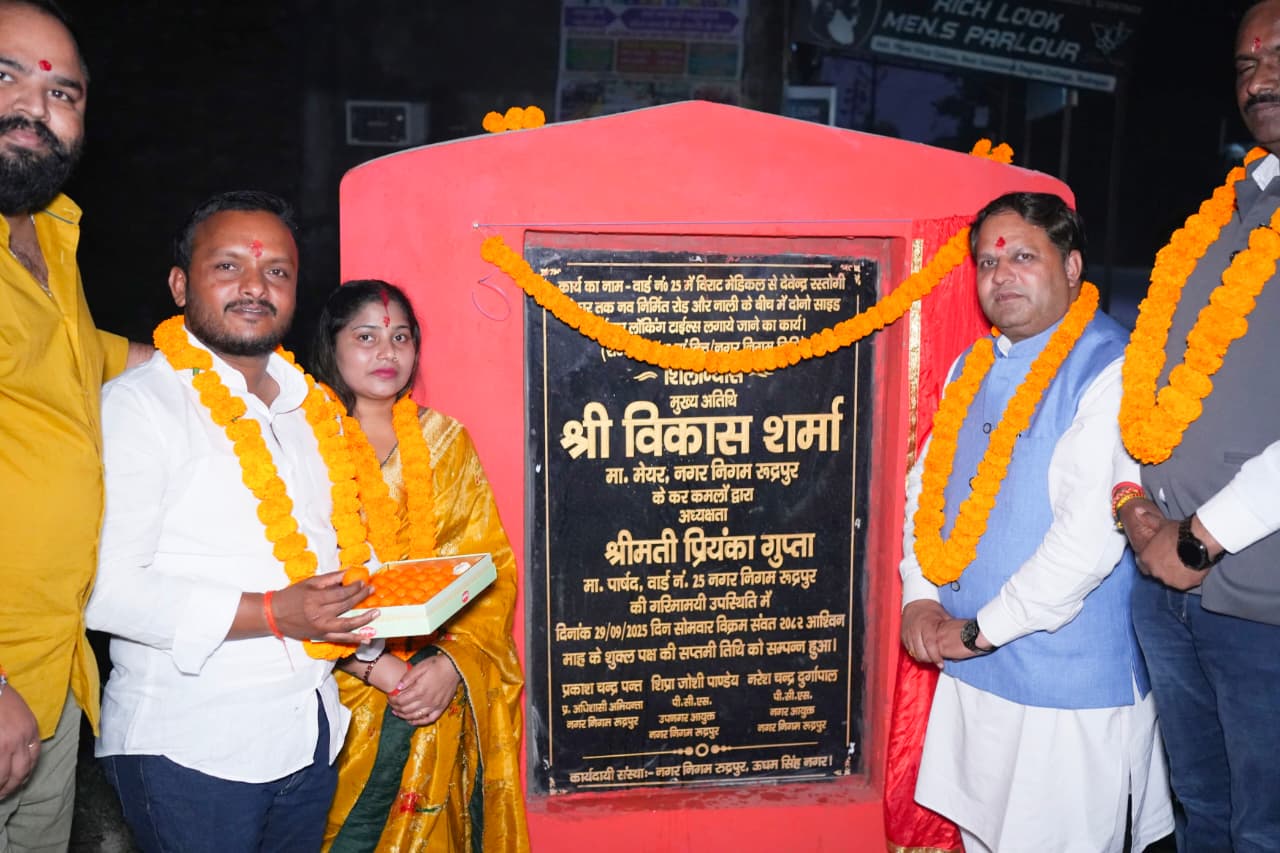 RICH LOOK
MEN,S PARLOUR
कार्य का नाम - वार्ड नं० 25 में विराट मेडिकल से देवेन्द्र रस्तोगी
तक नव निर्मित रोड और नाली के बीच में दोनो साइड
लॉकिंग टाईल्स लगाये जाने का कार्य।
शिलान्यास
मुख्य अतिथि
श्री विकास शर्मा
मा. मेयर, नगर निगम रूद्रपुर
के कर कमलों द्वारा
अध्यक्षता
श्रीमती प्रियंका गुप्ता
मा. पार्षद, वार्ड नं. 25 नगर निगम रूद्रपुर
की गरिमामयी उपस्थिति में
दिनांक 29/09/2025 दिन सोमवार विक्रम संवत २०८२ आश्विन
माह के शुक्ल पक्ष की सप्तमी तिथि को सम्पन्न हुआ।
प्रकाश चन्द्र पन्त शिप्रा जोशी पाण्डेय नरेश चन्द्र दुर्गापाल
प्र. अधिशासी अभियन्ता पी.सी.एस. पी.सी.एस.
नगर निगम रूद्रपुर उपनगर आयुक्त नगर आयुक्त
नगर निगम रूद्रपुर नगर निगम रूद्रपुर
कार्यदायी संस्था:- नगर निगम रुद्रपुर, ऊधम सिंह नगर।